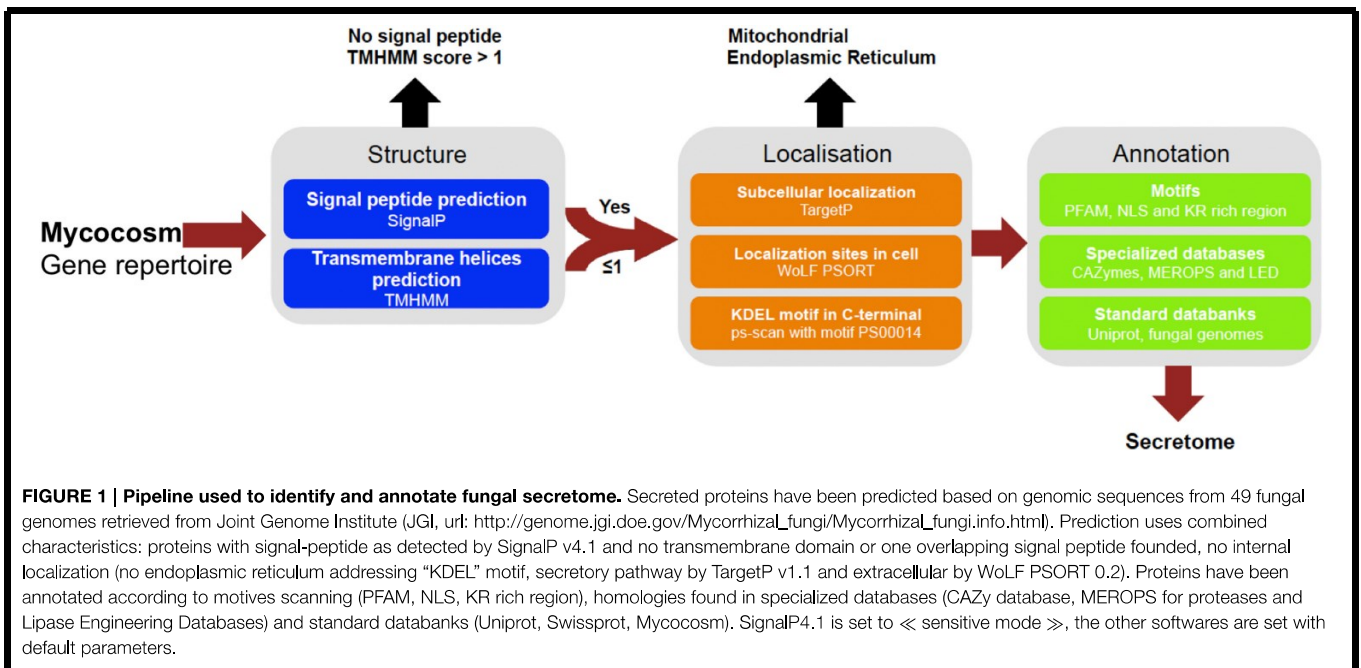 No signal peptide
TMHMM score > 1
Mitochondrial
Endoplasmic Reticulum
Mycocosm
Gene repertoire
Structure
Signal peptide prediction
SignalP
Transmembrane helices
prediction
TMHMM
Yes
≤1
Localisation
Subcellular localization
TargetP
Localization sites in cell
WoLF PSORT
KDEL motif in C-terminal
ps-scan with motif PS00014
Annotation
Motifs
PFAM, NLS and KR rich region
Specialized databases
CAZymes, MEROPS and LED
Standard databanks
Uniprot, fungal genomes
Secretome
FIGURE 1 | Pipeline used to identify and annotate fungal secretome. Secreted proteins have been predicted based on genomic sequences from 49 fungal
genomes retrieved from Joint Genome Institute (JGI, url: http://genome.jgi.doe.gov/Mycorrhizal_fungi/Mycorrhizal_fungi.info.html). Prediction uses combined
characteristics: proteins with signal-peptide as detected by SignalP v4.1 and no transmembrane domain or one overlapping signal peptide founded, no internal
localization (no endoplasmic reticulum addressing “KDEL” motif, secretory pathway by TargetP v1.1 and extracellular by WoLF PSORT 0.2). Proteins have been
annotated according to motives scanning (PFAM, NLS, KR rich region), homologies found in specialized databases (CAZy database, MEROPS for proteases and
Lipase Engineering Databases) and standard databanks (Uniprot, Swissprot, Mycocosm). SignalP4.1 is set to ≪ sensitive mode ≫, the other softwares are set with
default parameters.